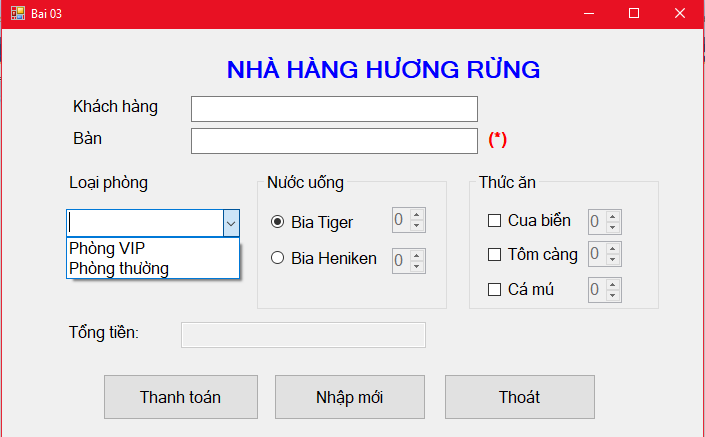 Bai 03
NHÀ HÀNG HƯƠNG RỪNG
Khách hàng
Bàn (*)
Loại phòng
Phòng VIP
Phòng thường
Nước uống
Bia Tiger 0
Bia Heniken 0
Thức ăn
Cua biển 0
Tôm càng 0
Cá mú 0
Tổng tiền:
Thanh toán Nhập mới Thoát